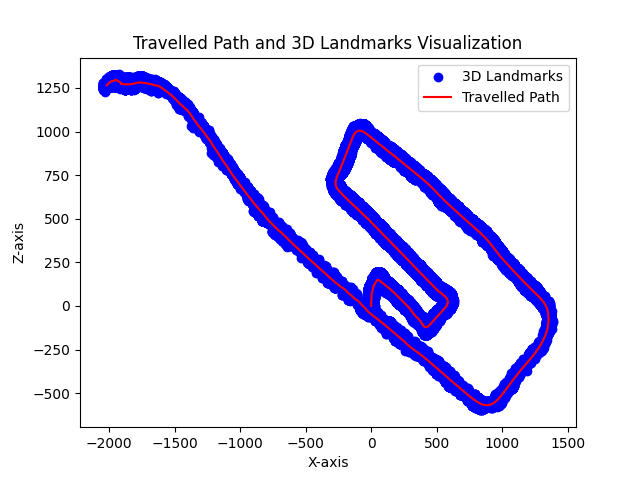 Travelled Path and 3D Landmarks Visualization
3D Landmarks
Travelled Path
Z-axis
1250
1000
750
500
250
0
−250
−500
−2000 −1500 −1000 −500 0 500 1000 1500
X-axis